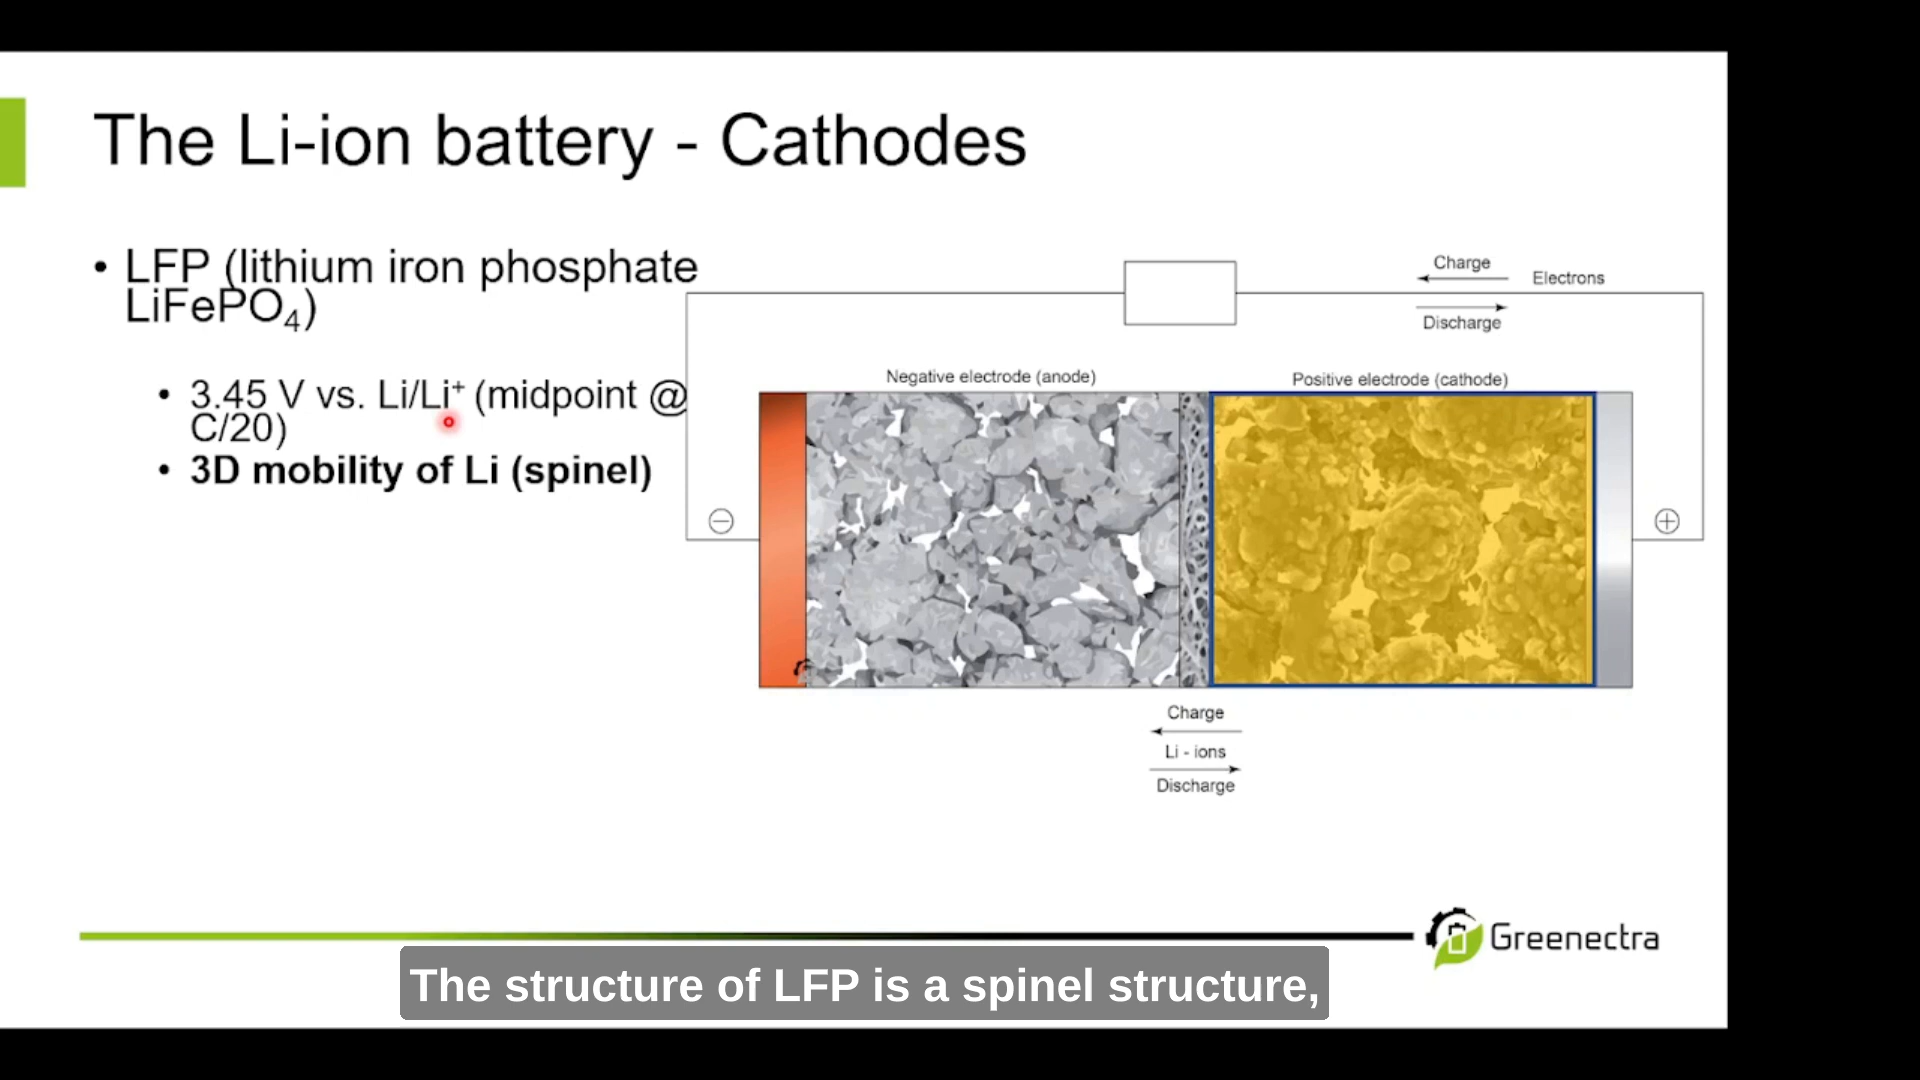 The Li-ion battery - Cathodes
• LFP (lithium iron phosphate
LiFePO₄)
• 3.45 V vs. Li/Li⁺ (midpoint @
C/20)
• 3D mobility of Li (spinel)
Charge
Electrons
Discharge
Negative electrode (anode)
Positive electrode (cathode)
−
+
Charge
Li - ions
Discharge
Greenectra
The structure of LFP is a spinel structure,